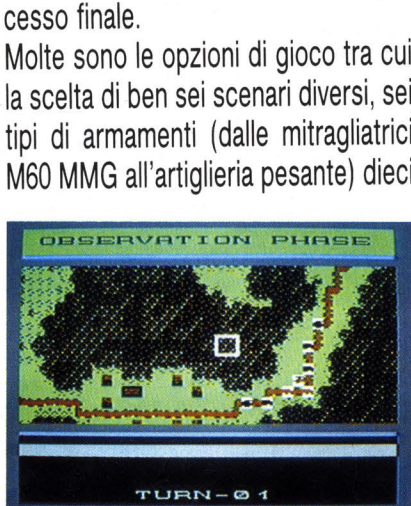 cesso finale.
Molte sono le opzioni di gioco tra cui
la scelta di ben sei scenari diversi, sei
tipi di armamenti (dalle mitragliatrici
M60 MMG all'artiglieria pesante) dieci
OBSERVATION PHASE
TURN-01